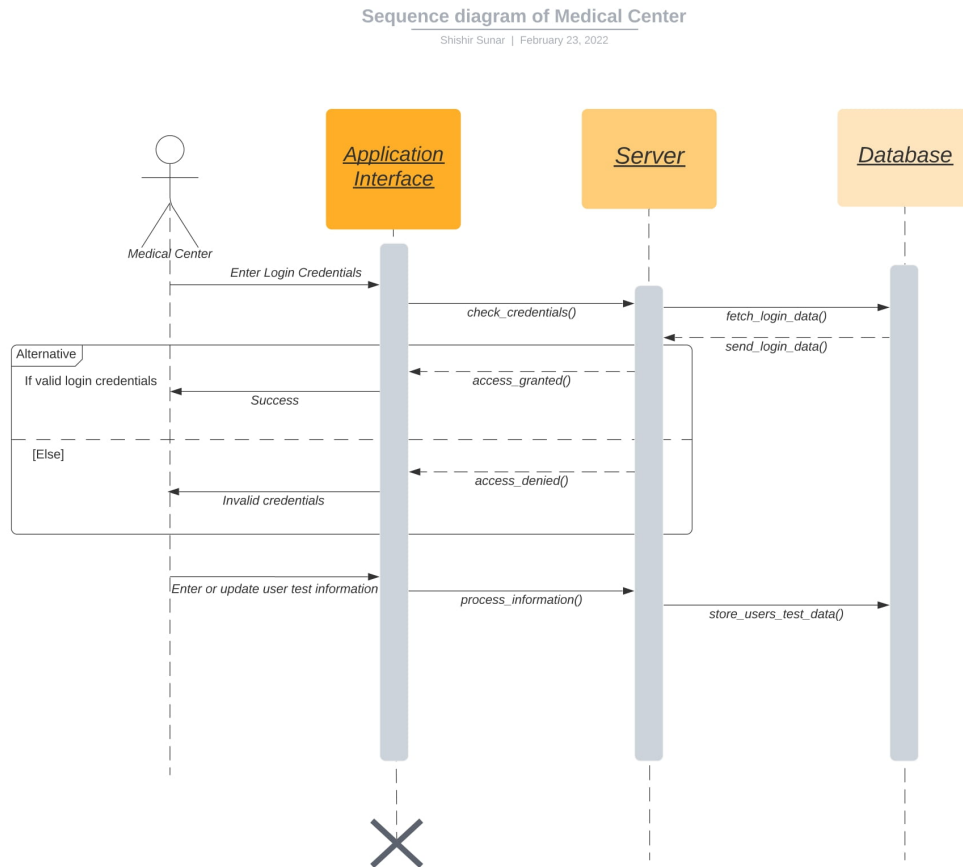 Sequence diagram of Medical Center
Shishir Sunar | February 23, 2022
Application
Interface
Server
Database
Medical Center
Enter Login Credentials
check_credentials()
fetch_login_data()
send_login_data()
Alternative
If valid login credentials
access_granted()
Success
[Else]
access_denied()
Invalid credentials
Enter or update user test information
process_information()
store_users_test_data()